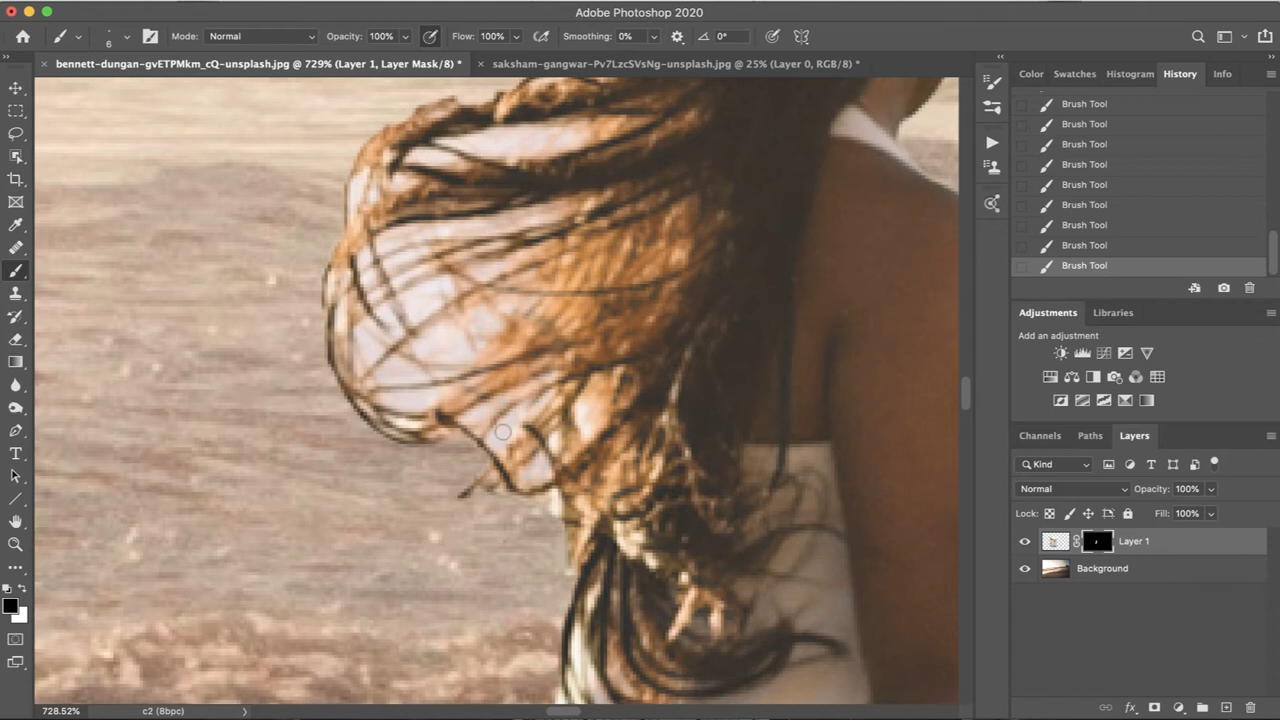 Adobe Photoshop 2020
6 Mode: Normal Opacity: 100% Flow: 100% Smoothing: 0% 0°
bennett-dungan-gvETPMkm_cQ-unsplash.jpg @ 729% (Layer 1, Layer Mask/8) *
saksham-gangwar-Pv7LzcSVsNg-unsplash.jpg @ 25% (Layer 0, RGB/8) *
Color Swatches Histogram History Info
Brush Tool
Brush Tool
Brush Tool
Brush Tool
Brush Tool
Brush Tool
Brush Tool
Brush Tool
Brush Tool
Adjustments Libraries
Add an adjustment
Channels Paths Layers
Kind
Normal Opacity: 100%
Lock: Fill: 100%
Layer 1
Background
728.52% c2 (8bpc)